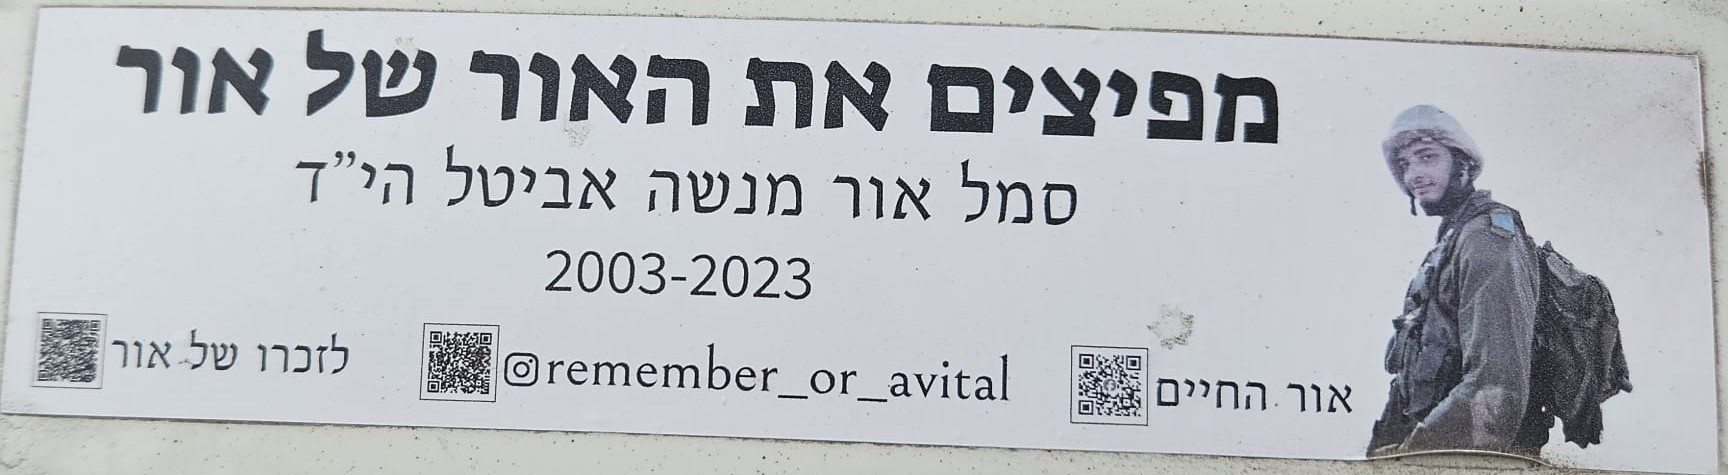 מפיצים את האור של אור
סמל אור מנשה אביטל הי"ד
2003-2023
אור החיים
remember_or_avital
לזכרו של אור